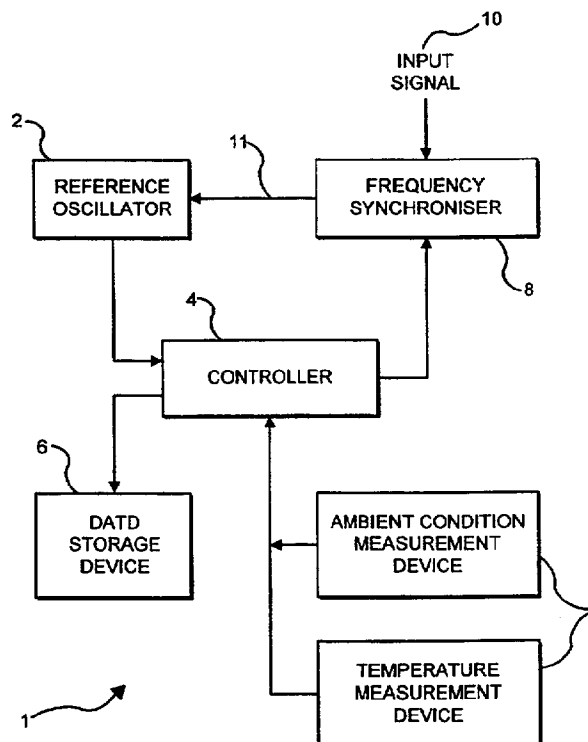 10
INPUT
SIGNAL
2
11
REFERENCE
OSCILLATOR
FREQUENCY
SYNCHRONISER
8
4
CONTROLLER
6
DATD
STORAGE
DEVICE
AMBIENT CONDITION
MEASUREMENT
DEVICE
TEMPERATURE
MEASUREMENT
DEVICE
1